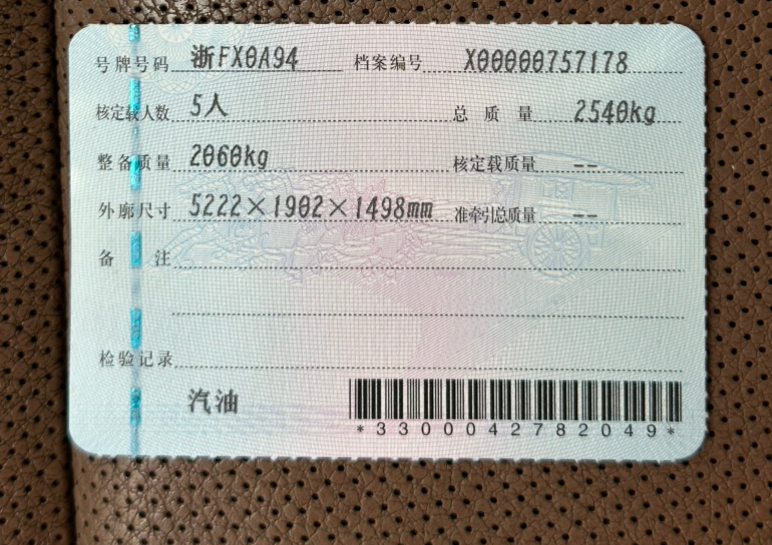 号牌号码 浙FX0A94 档案编号 X00000757178
核定载人数 5人 总质量 2540kg
整备质量 2060kg 核定载质量 --
外廓尺寸 5222×1902×1498mm 准牵引总质量 --
备注
检验记录
汽油
*3300042782049*